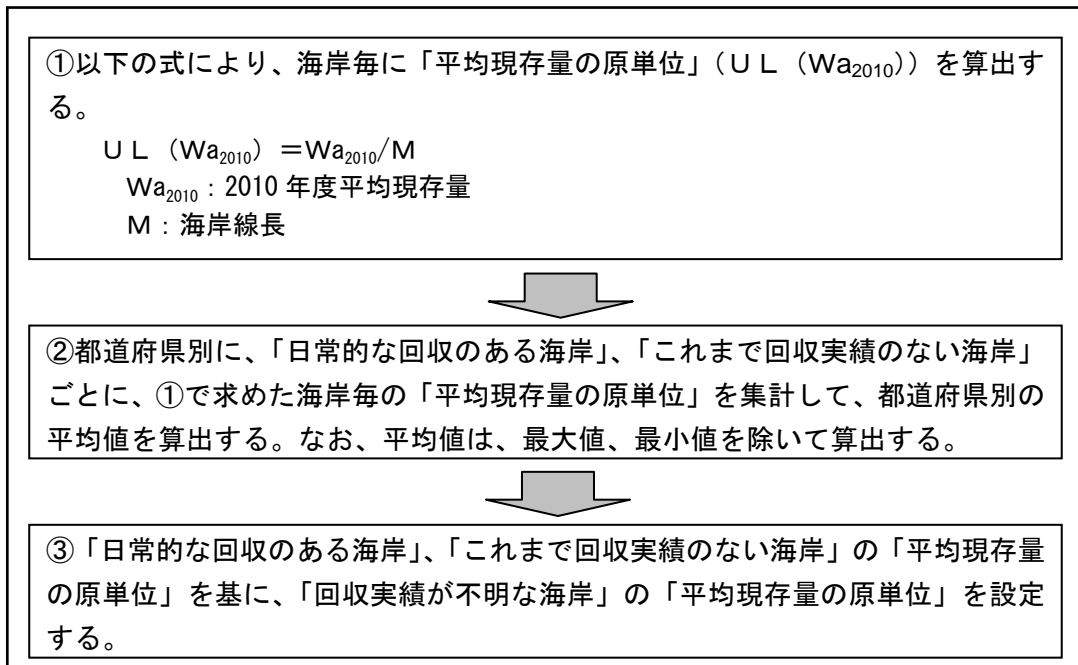 ①以下の式により、海岸毎に「平均現存量の原単位」(UL(Wa2010))を算出す
る。
UL(Wa2010)=Wa2010/M
Wa2010:2010年度平均現存量
M:海岸線長
②都道府県別に、「日常的な回収のある海岸」、「これまで回収実績のない海岸」
ごとに、①で求めた海岸毎の「平均現存量の原単位」を集計して、都道府県別の
平均値を算出する。なお、平均値は、最大値、最小値を除いて算出する。
③「日常的な回収のある海岸」、「これまで回収実績のない海岸」の「平均現存量
の原単位」を基に、「回収実績が不明な海岸」の「平均現存量の原単位」を設定
する。